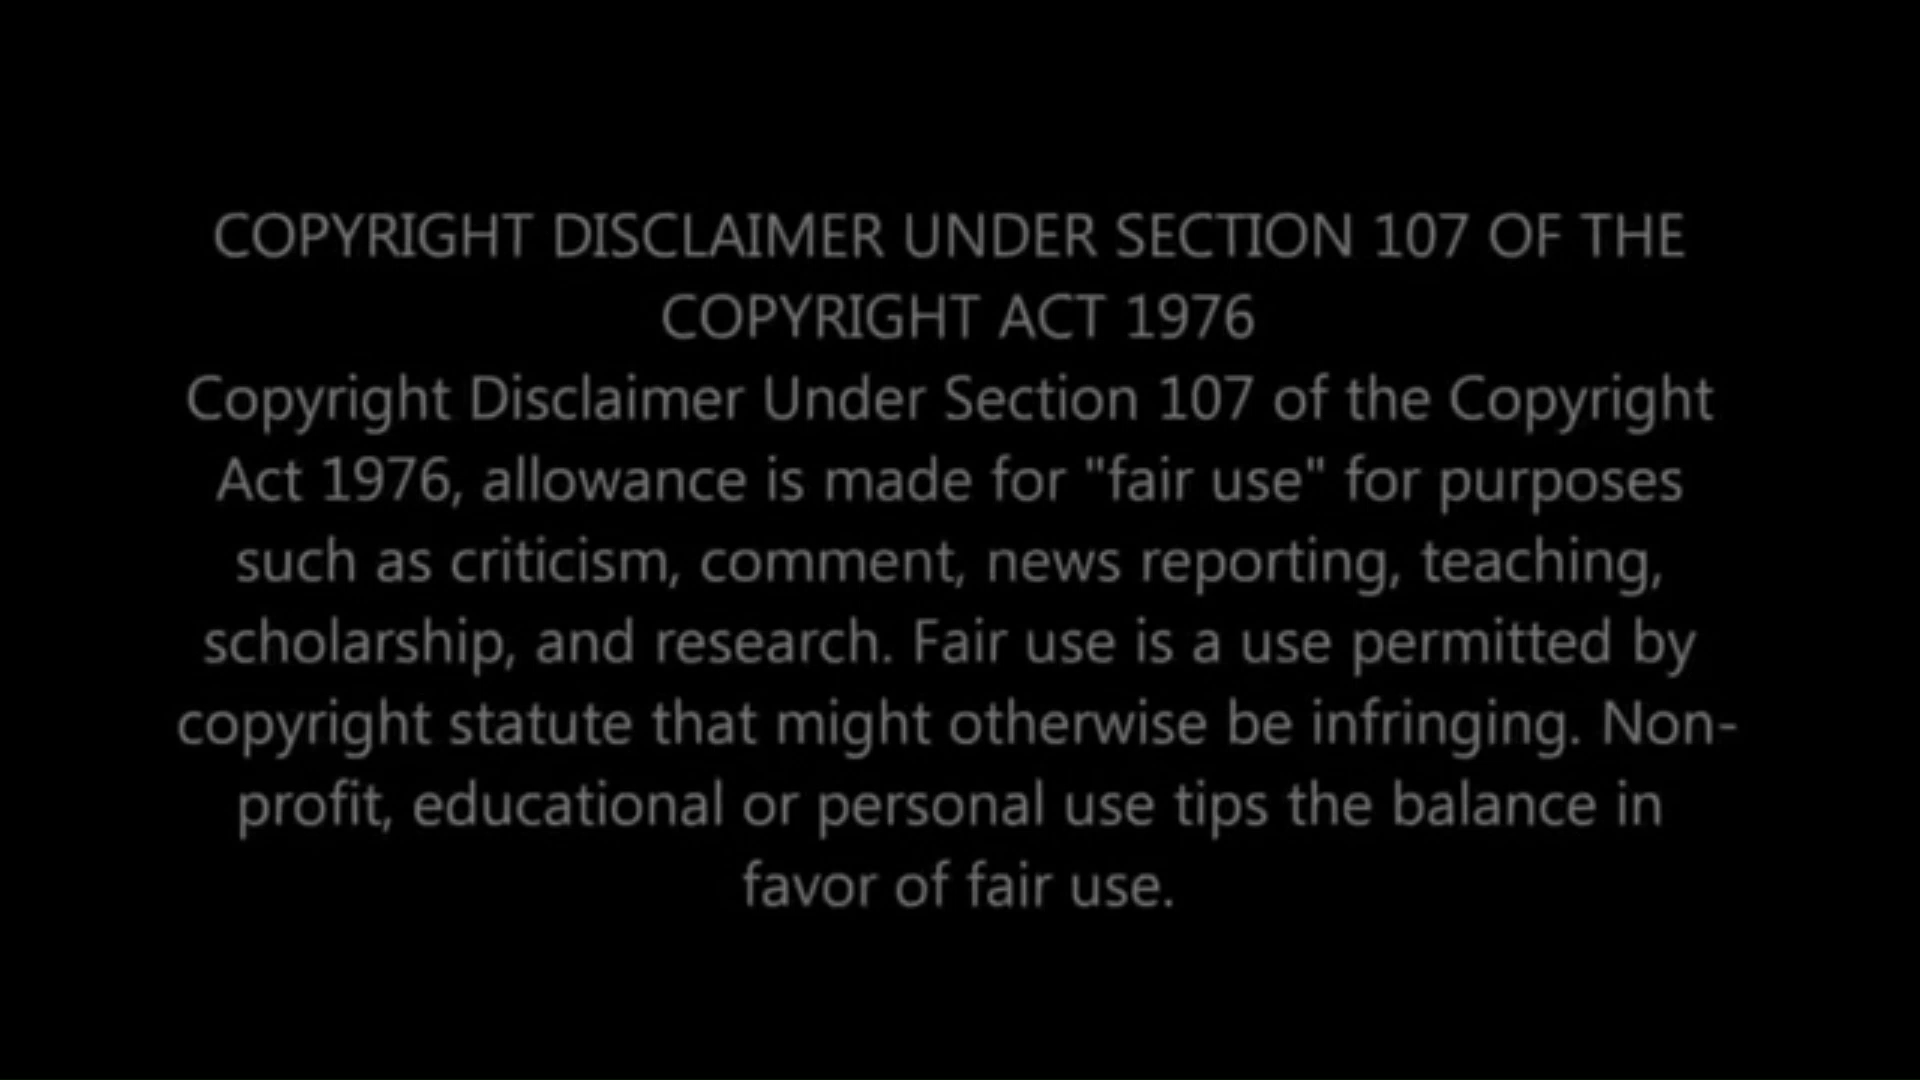 COPYRIGHT DISCLAIMER UNDER SECTION 107 OF THE
COPYRIGHT ACT 1976
Copyright Disclaimer Under Section 107 of the Copyright
Act 1976, allowance is made for "fair use" for purposes
such as criticism, comment, news reporting, teaching,
scholarship, and research. Fair use is a use permitted by
copyright statute that might otherwise be infringing. Non-
profit, educational or personal use tips the balance in
favor of fair use.